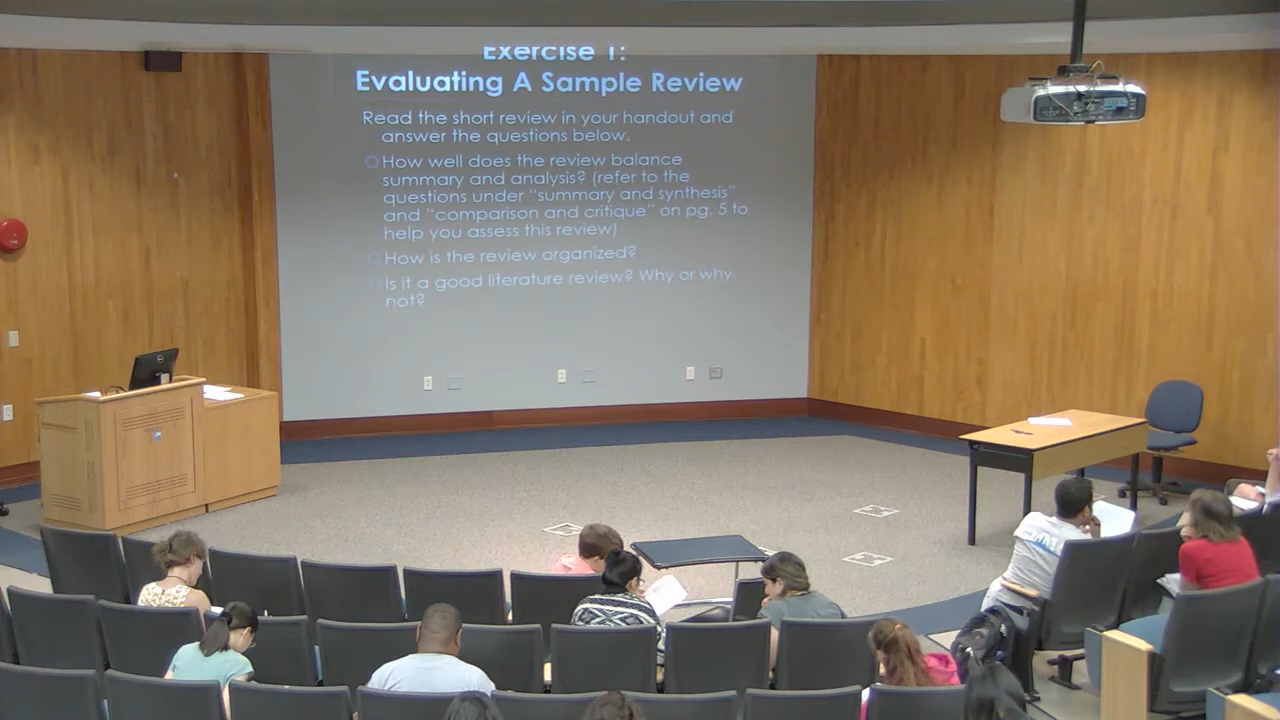 Exercise 1:
Evaluating A Sample Review
Read the short review in your handout and
answer the questions below.
How well does the review balance
summary and analysis? (refer to the
questions under "summary and synthesis"
and "comparison and critique" on pg. 5 to
help you assess this review)
How is the review organized?
Is it a good literature review? Why or why
not?